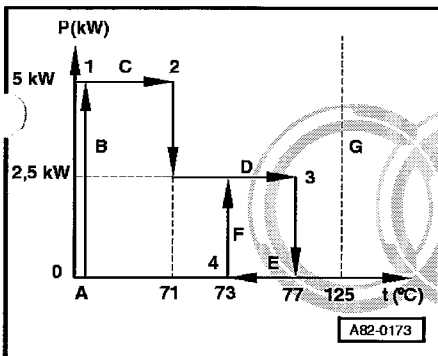 P(kW)
5 kW 1 C 2
B G
2,5 kW D 3
F
0 4 E
A 71 73 77 125 t (°C)
A82-0173